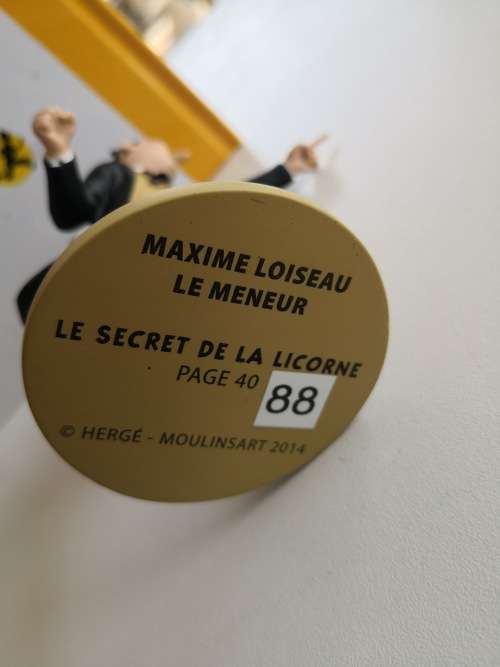 MAXIME LOISEAU
LE MENEUR
LE SECRET DE LA LICORNE
PAGE 40
88
© HERGÉ - MOULINSART 2014